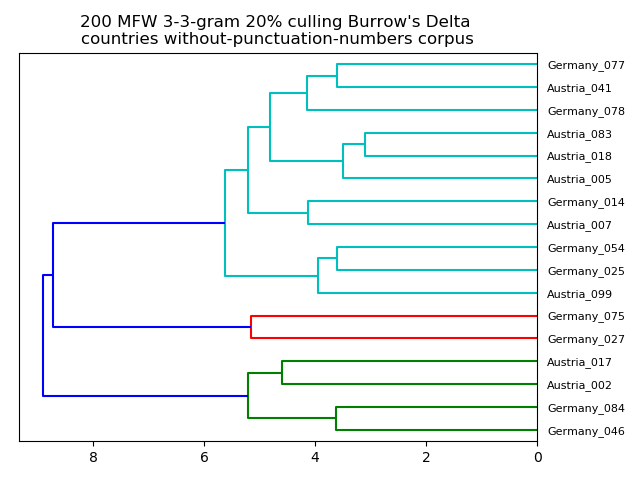 200 MFW 3-3-gram 20% culling Burrow's Delta
countries without-punctuation-numbers corpus
Germany_077
Austria_041
Germany_078
Austria_083
Austria_018
Austria_005
Germany_014
Austria_007
Germany_054
Germany_025
Austria_099
Germany_075
Germany_027
Austria_017
Austria_002
Germany_084
Germany_046
8 6 4 2 0